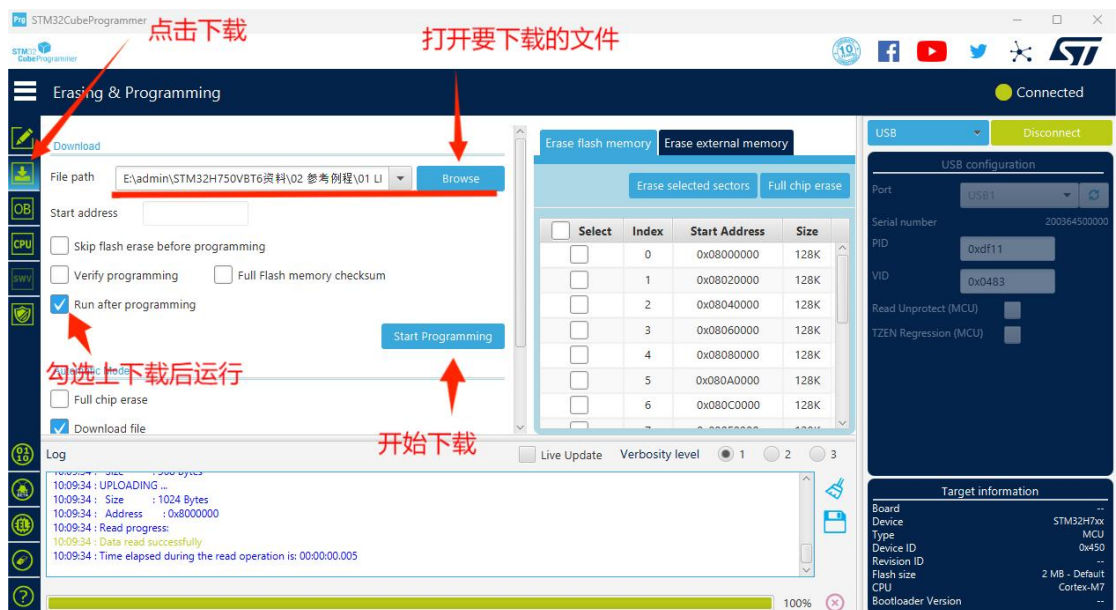 Prg STM32CubeProgrammer
点击下载
打开要下载的文件
STM32
CubeProgrammer
10
Erasing & Programming
Connected
Download
File path E:\admin\STM32H750VBT6资料\02 参考例程\01 LI Browse
Start address
Skip flash erase before programming
Verify programming Full Flash memory checksum
Run after programming
Start Programming
勾选上下载后运行
Automatic Mode
Full chip erase
Download file
开始下载
OB
CPU
SWV
Erase flash memory Erase external memory
Erase selected sectors Full chip erase
Select Index Start Address Size
0 0x08000000 128K
1 0x08020000 128K
2 0x08040000 128K
3 0x08060000 128K
4 0x08080000 128K
5 0x080A0000 128K
6 0x080C0000 128K
USB Disconnect
USB configuration
Port USB1
Serial number 200364500000
PID 0xdf11
VID 0x0483
Read Unprotect (MCU)
TZEN Regression (MCU)
Log Live Update Verbosity level 1 2 3
10:09:34 : UPLOADING ...
10:09:34 : Size : 1024 Bytes
10:09:34 : Address : 0x8000000
10:09:34 : Read progress:
10:09:34 : Data read successfully
10:09:34 : Time elapsed during the read operation is: 00:00:00.005
100%
Target information
Board --
Device STM32H7xx
Type MCU
Device ID 0x450
Revision ID --
Flash size 2 MB - Default
CPU Cortex-M7
Bootloader Version --